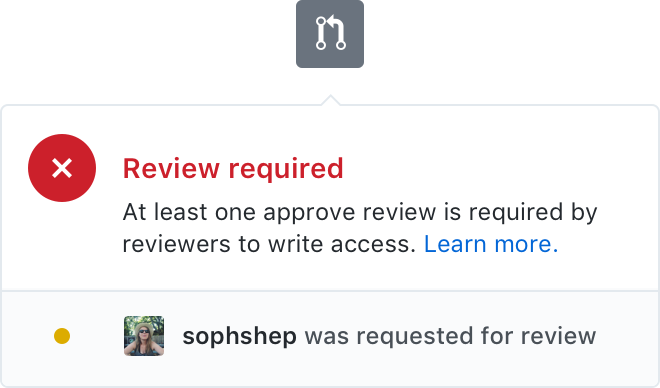 Review required
At least one approve review is required by
reviewers to write access. Learn more.
sophshep was requested for review